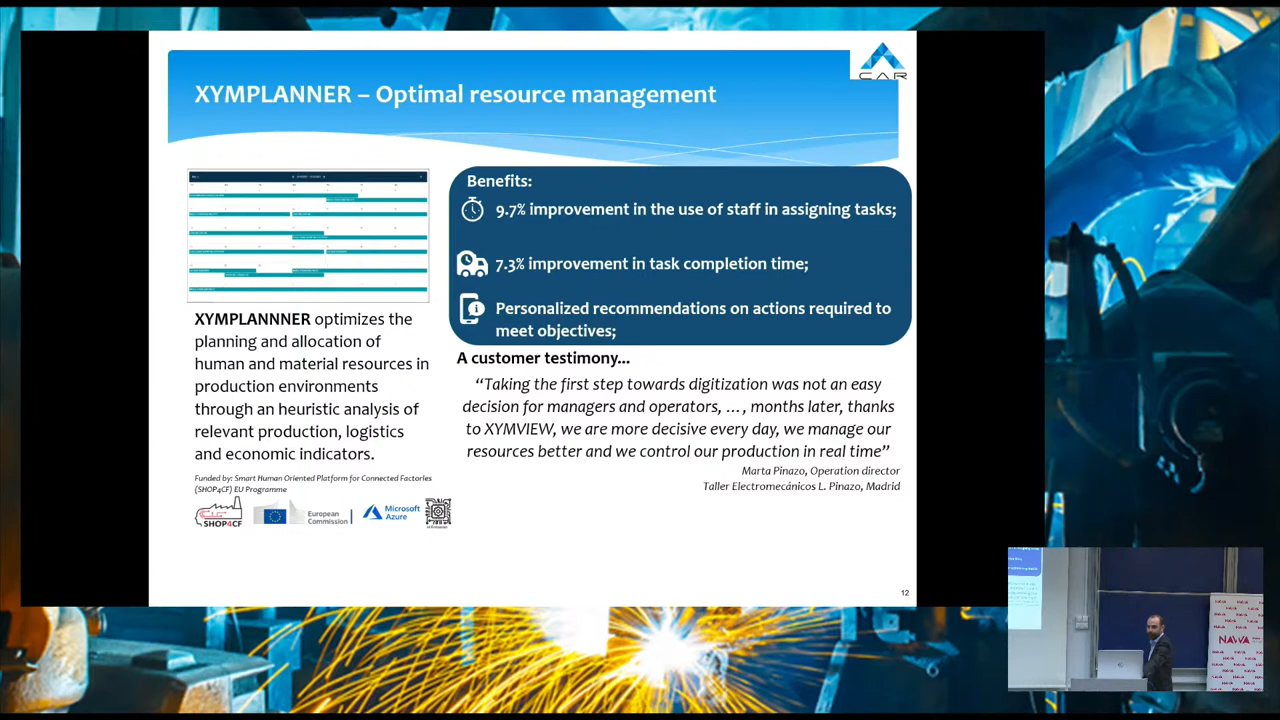 XYMPLANNER – Optimal resource management
CAR
Benefits:
9.7% improvement in the use of staff in assigning tasks;
7.3% improvement in task completion time;
Personalized recommendations on actions required to
meet objectives;
XYMPLANNNER optimizes the
planning and allocation of
human and material resources in
production environments
through an heuristic analysis of
relevant production, logistics
and economic indicators.
Funded by: Smart Human Oriented Platform for Connected Factories
(SHOP4CF) EU Programme
SHOP4CF
European
Commission
Microsoft
Azure
A customer testimony...
“Taking the first step towards digitization was not an easy
decision for managers and operators, ... , months later, thanks
to XYMVIEW, we are more decisive every day, we manage our
resources better and we control our production in real time”
Marta Pinazo, Operation director
Taller Electromecánicos L. Pinazo, Madrid
12
NAWA